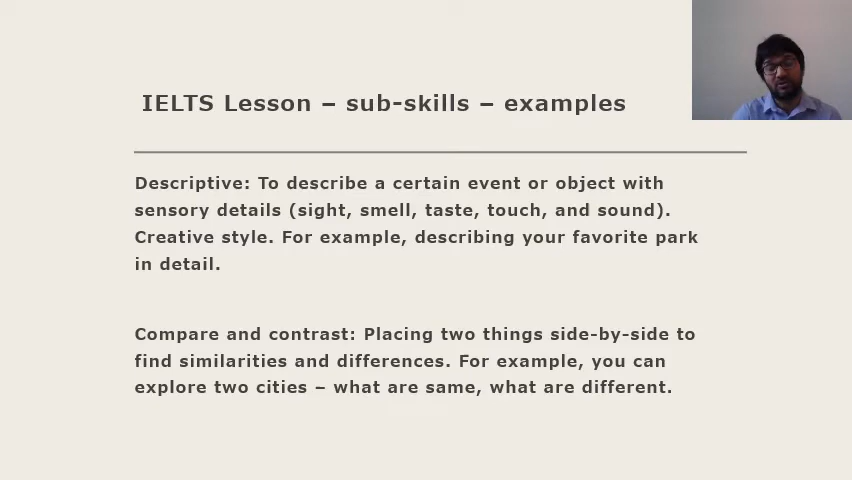 IELTS Lesson – sub-skills – examples
Descriptive: To describe a certain event or object with
sensory details (sight, smell, taste, touch, and sound).
Creative style. For example, describing your favorite park
in detail.
Compare and contrast: Placing two things side-by-side to
find similarities and differences. For example, you can
explore two cities – what are same, what are different.